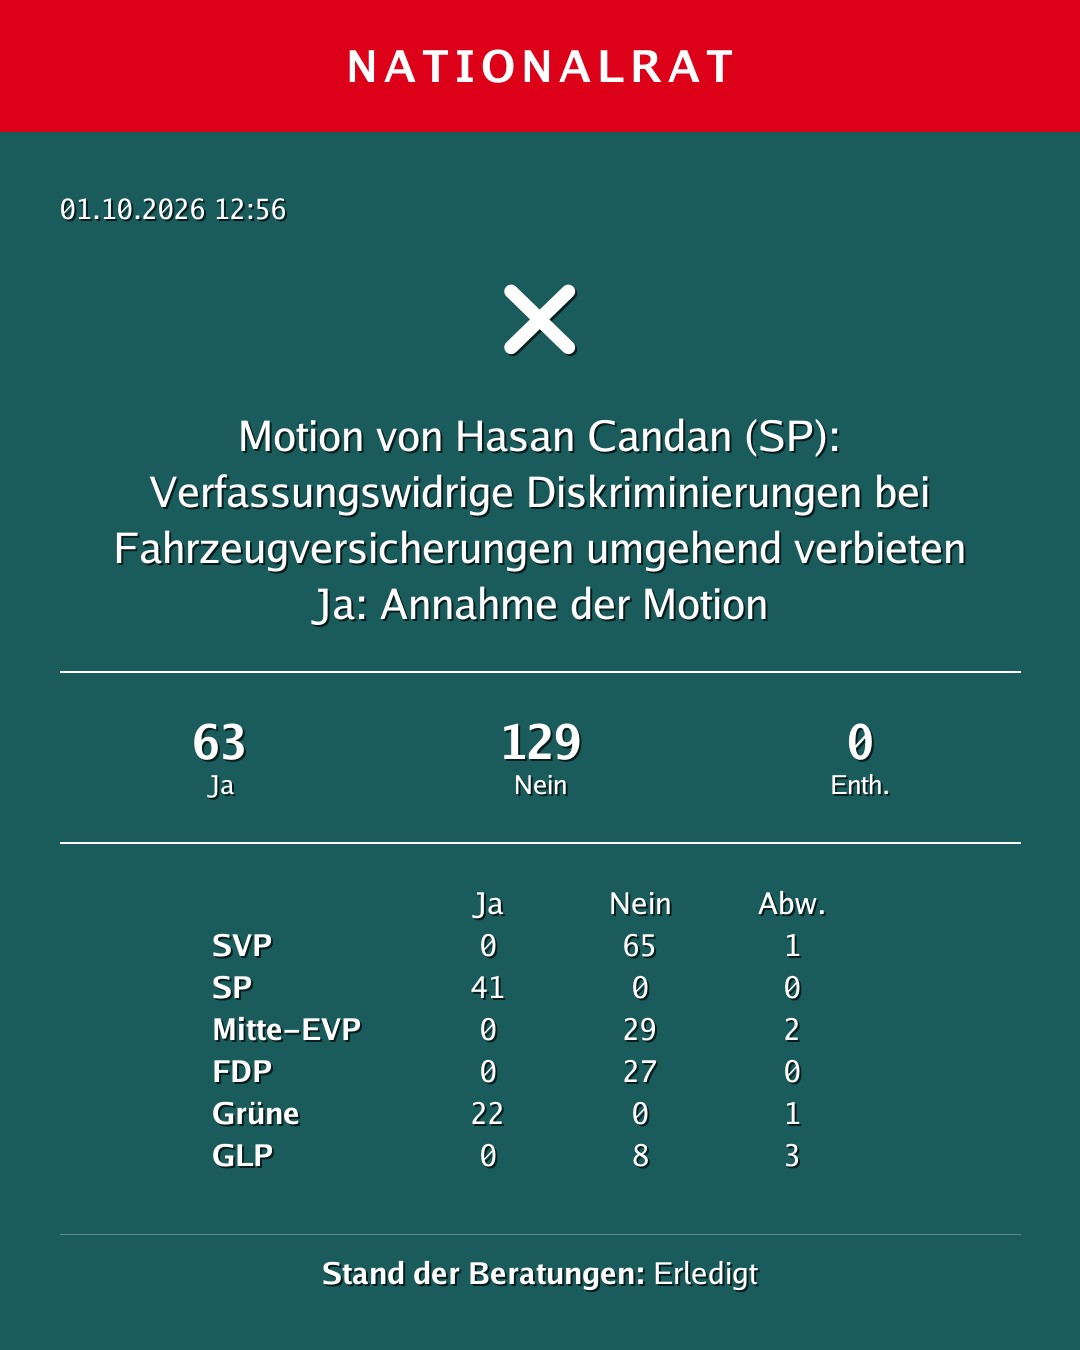 NATIONALRAT
01.10.2026 12:56
Motion von Hasan Candan (SP):
Verfassungswidrige Diskriminierungen bei
Fahrzeugversicherungen umgehend verbieten
Ja: Annahme der Motion
63 129 0
Ja Nein Enth.
Ja Nein Abw.
SVP 0 65 1
SP 41 0 0
Mitte-EVP 0 29 2
FDP 0 27 0
Grüne 22 0 1
GLP 0 8 3
Stand der Beratungen: Erledigt